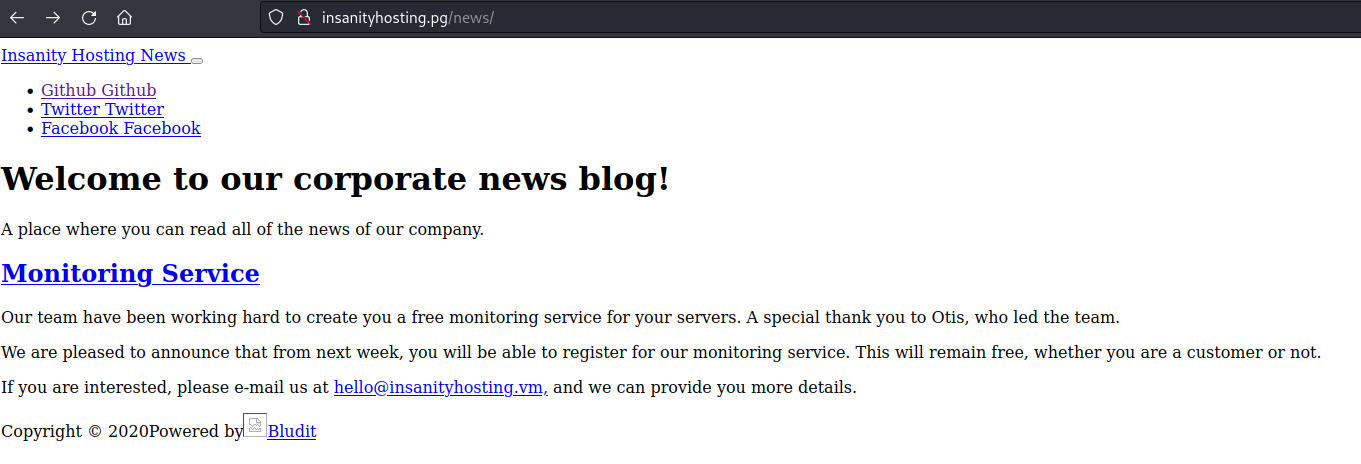 insanityhosting.pg/news/
Insanity Hosting News
Github Github
Twitter Twitter
Facebook Facebook
Welcome to our corporate news blog!
A place where you can read all of the news of our company.
Monitoring Service
Our team have been working hard to create you a free monitoring service for your servers. A special thank you to Otis, who led the team.
We are pleased to announce that from next week, you will be able to register for our monitoring service. This will remain free, whether you are a customer or not.
If you are interested, please e-mail us at hello@insanityhosting.vm, and we can provide you more details.
Copyright © 2020Powered byBludit